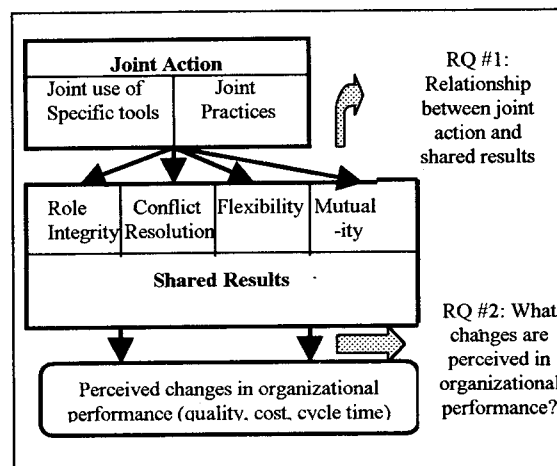 Joint Action
Joint use of
Specific tools
Joint
Practices
RQ #1:
Relationship
between joint
action and
shared results
Role
Integrity
Conflict
Resolution
Flexibility
Mutual
-ity
Shared Results
RQ #2: What
changes are
perceived in
organizational
performance?
Perceived changes in organizational
performance (quality, cost, cycle time)